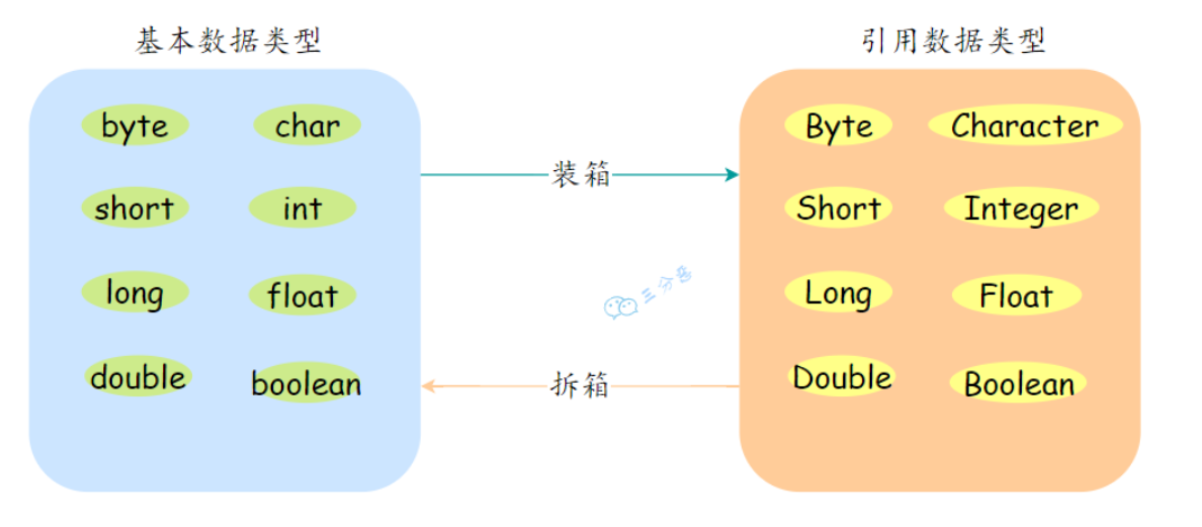 基本数据类型
引用数据类型
byte char
Byte Character
装箱
short int
Short Integer
三分恶
long float
Long Float
double boolean
拆箱
Double Boolean